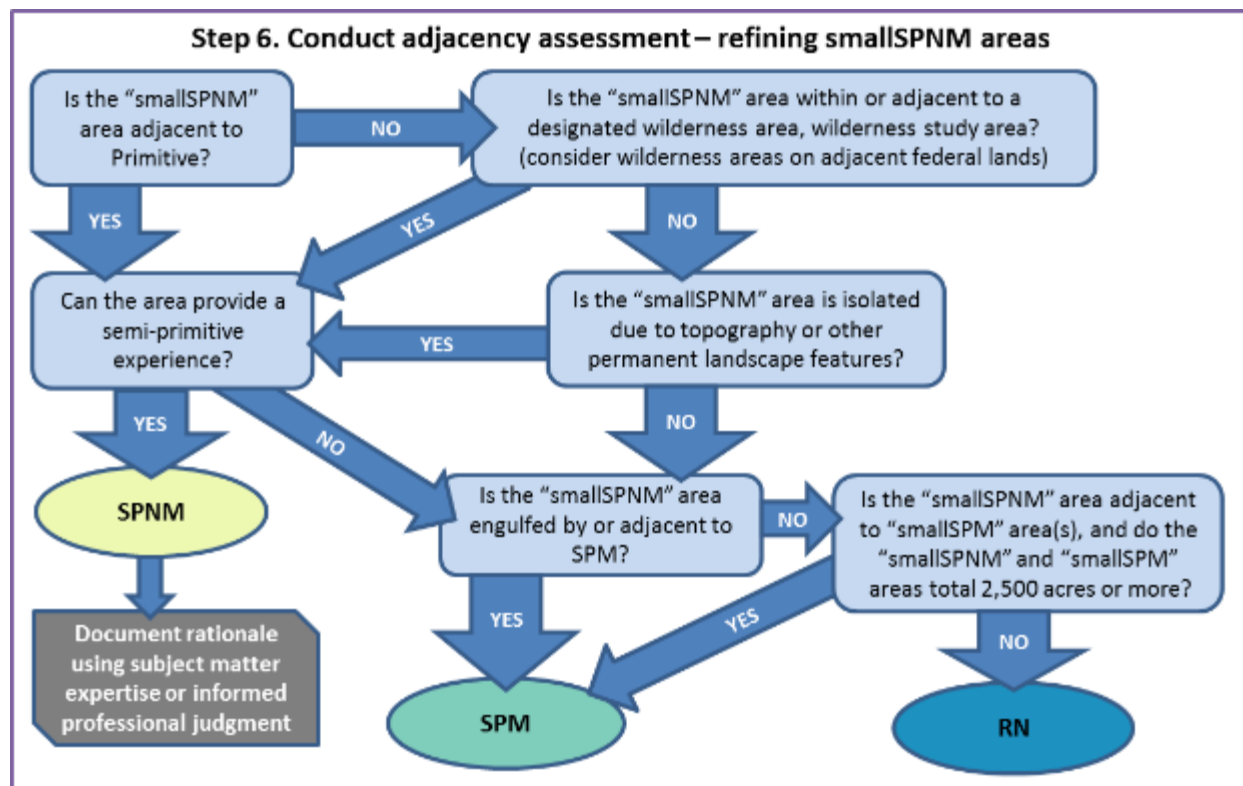 Step 6. Conduct adjacency assessment – refining smallSPNM areas
Is the “smallSPNM”
area adjacent to
Primitive?
NO
Is the “smallSPNM” area within or adjacent to a
designated wilderness area, wilderness study area?
(consider wilderness areas on adjacent federal lands)
YES
YES
NO
Can the area provide a
semi-primitive
experience?
YES
Is the “smallSPNM” area is isolated
due to topography or other
permanent landscape features?
YES
NO
NO
SPNM
Is the “smallSPNM” area
engulfed by or adjacent to
SPM?
NO
Is the “smallSPNM” area adjacent
to “smallSPM” area(s), and do the
“smallSPNM” and “smallSPM”
areas total 2,500 acres or more?
Document rationale
using subject matter
expertise or informed
professional judgment
YES
YES
NO
SPM
RN